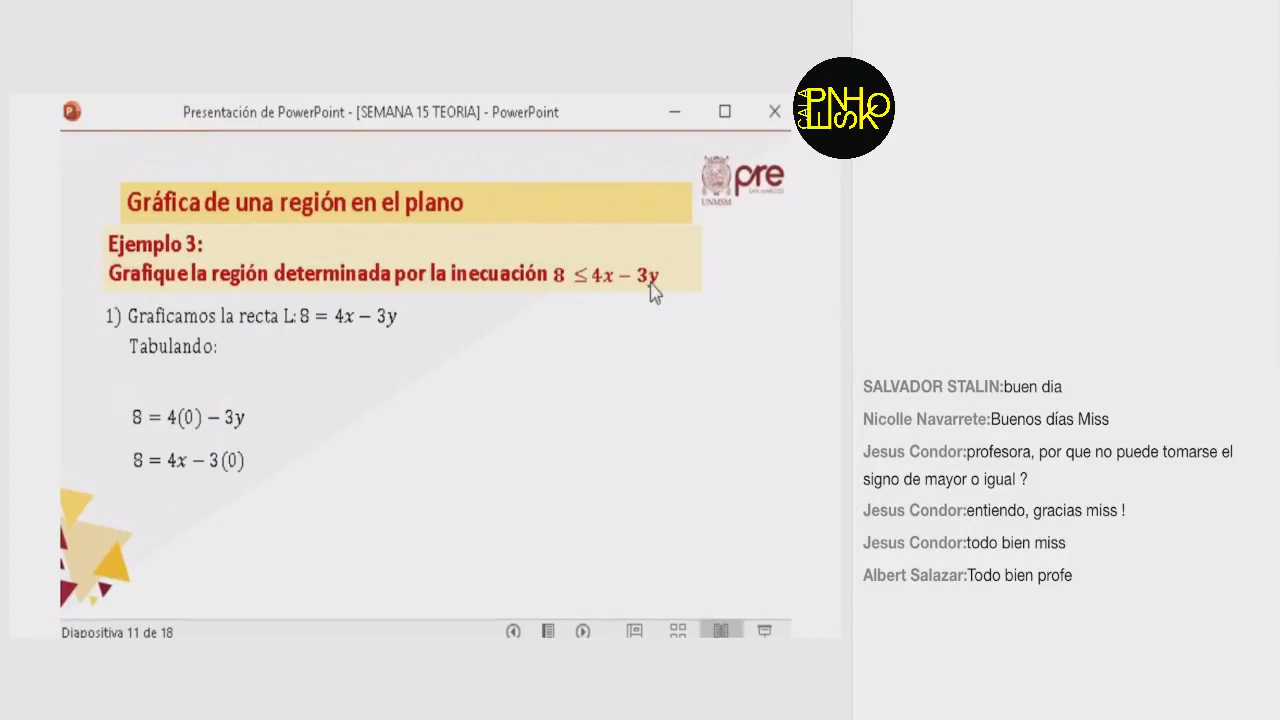 Presentación de PowerPoint - [SEMANA 15 TEORIA] - PowerPoint
pre
SAN MARCOS
UNMSM
Gráfica de una región en el plano
Ejemplo 3:
Grafique la región determinada por la inecuación 8 ≤ 4x − 3y
1) Graficamos la recta L: 8 = 4x − 3y
Tabulando:
8 = 4(0) − 3y
8 = 4x − 3(0)
Diapositiva 11 de 18
SALVADOR STALIN:buen dia
Nicolle Navarrete:Buenos días Miss
Jesus Condor:profesora, por que no puede tomarse el
signo de mayor o igual ?
Jesus Condor:entiendo, gracias miss !
Jesus Condor:todo bien miss
Albert Salazar:Todo bien profe